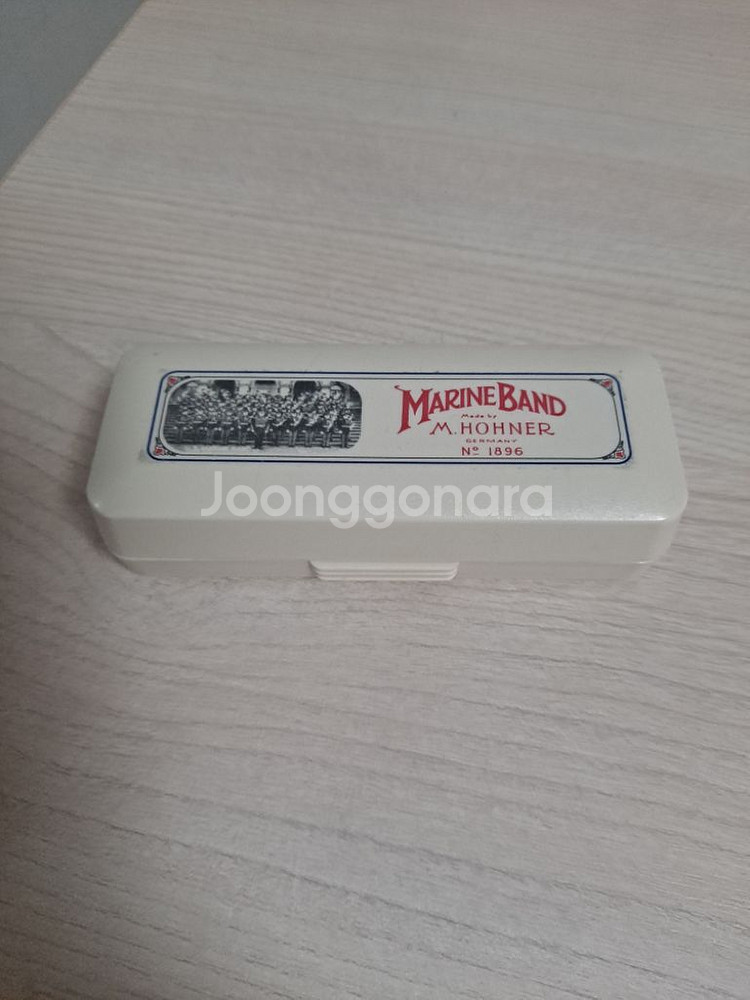 MARINE BAND
Made by
M. HOHNER
GERMANY
Nº 1896
Joonggonara